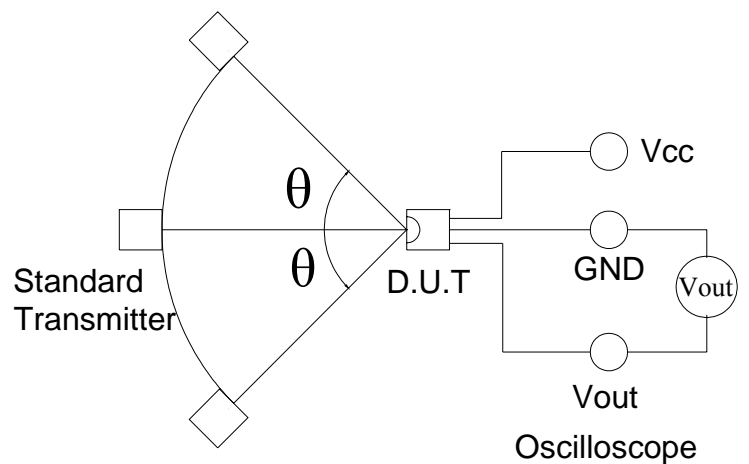 Vcc
θ
θ
Standard
Transmitter
D.U.T
GND
Vout
Vout
Oscilloscope